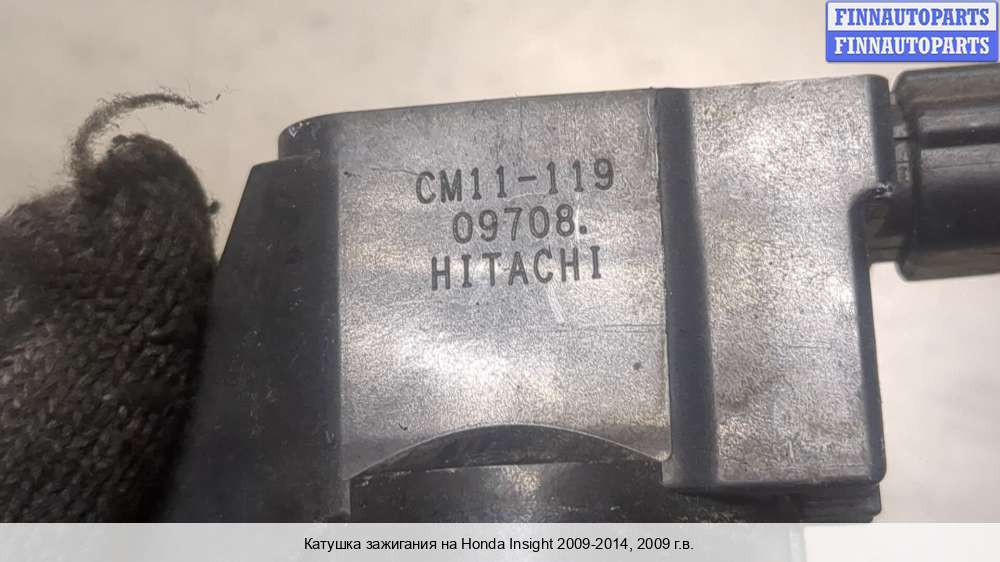 FINNAUTOPARTS
FINNAUTOPARTS
CM11-119
09708.
HITACHI
Катушка зажигания на Honda Insight 2009-2014, 2009 г.в.